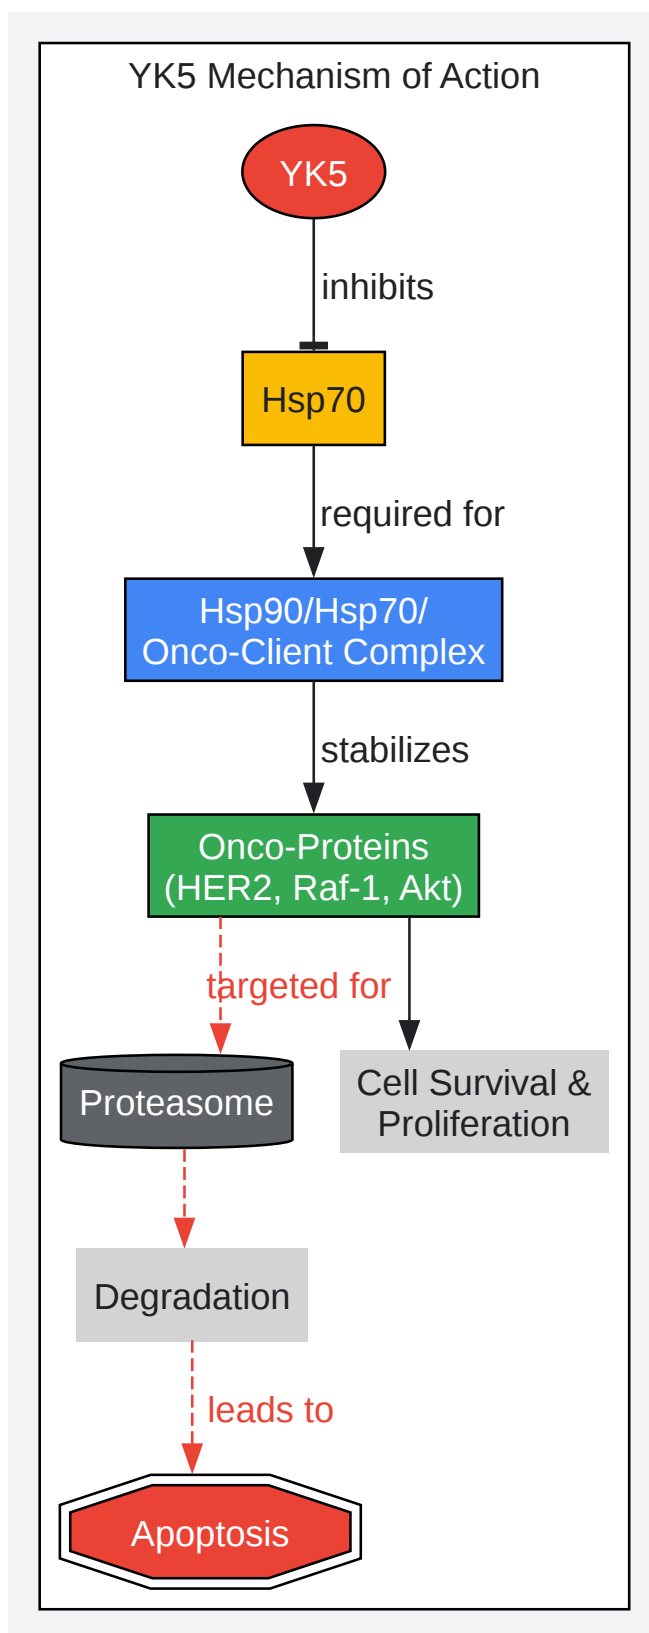 YK5 Mechanism of Action
YK5
inhibits
Hsp70
required for
Hsp90/Hsp70/
Onco-Client Complex
stabilizes
Onco-Proteins
(HER2, Raf-1, Akt)
targeted for
Proteasome
Cell Survival &
Proliferation
Degradation
leads to
Apoptosis